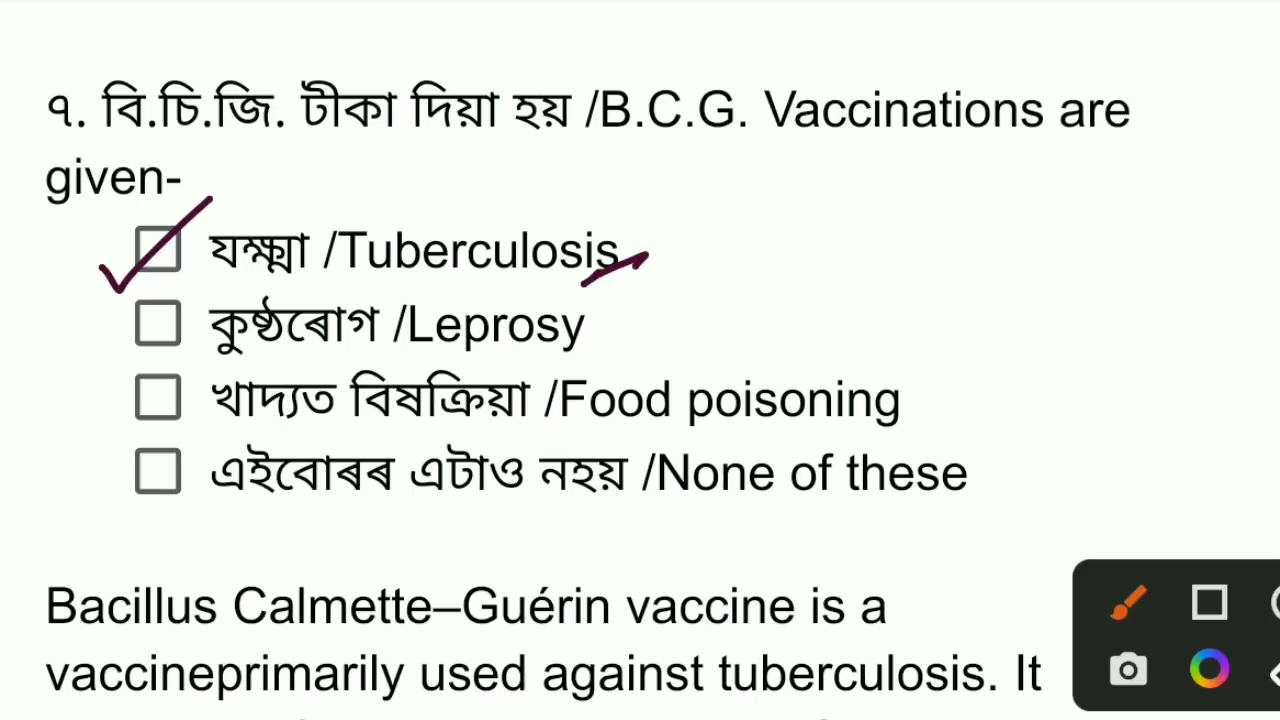 ৭. বি.চি.জি. টীকা দিয়া হয় /B.C.G. Vaccinations are
given-
যক্ষ্মা /Tuberculosis
কুষ্ঠৰোগ /Leprosy
খাদ্যত বিষক্ৰিয়া /Food poisoning
এইবোৰৰ এটাও নহয় /None of these
Bacillus Calmette–Guérin vaccine is a
vaccineprimarily used against tuberculosis. It